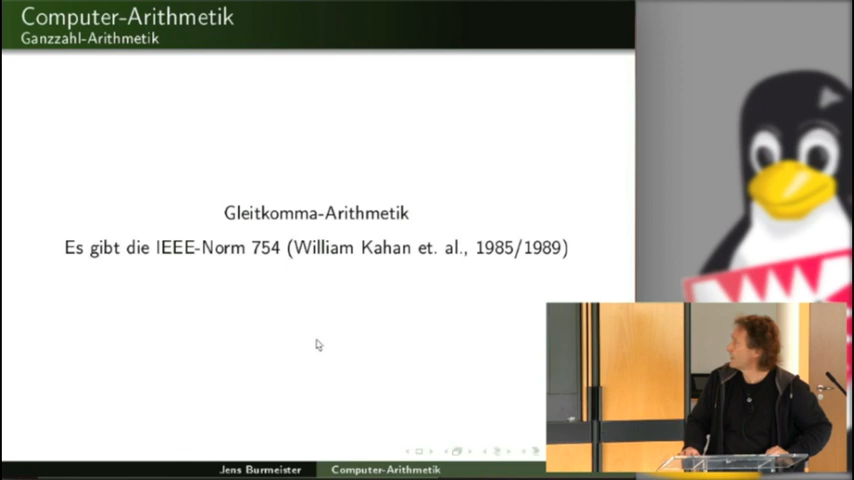 Computer-Arithmetik
Ganzzahl-Arithmetik
Gleitkomma-Arithmetik
Es gibt die IEEE-Norm 754 (William Kahan et. al., 1985/1989)
Jens Burmeister
Computer-Arithmetik